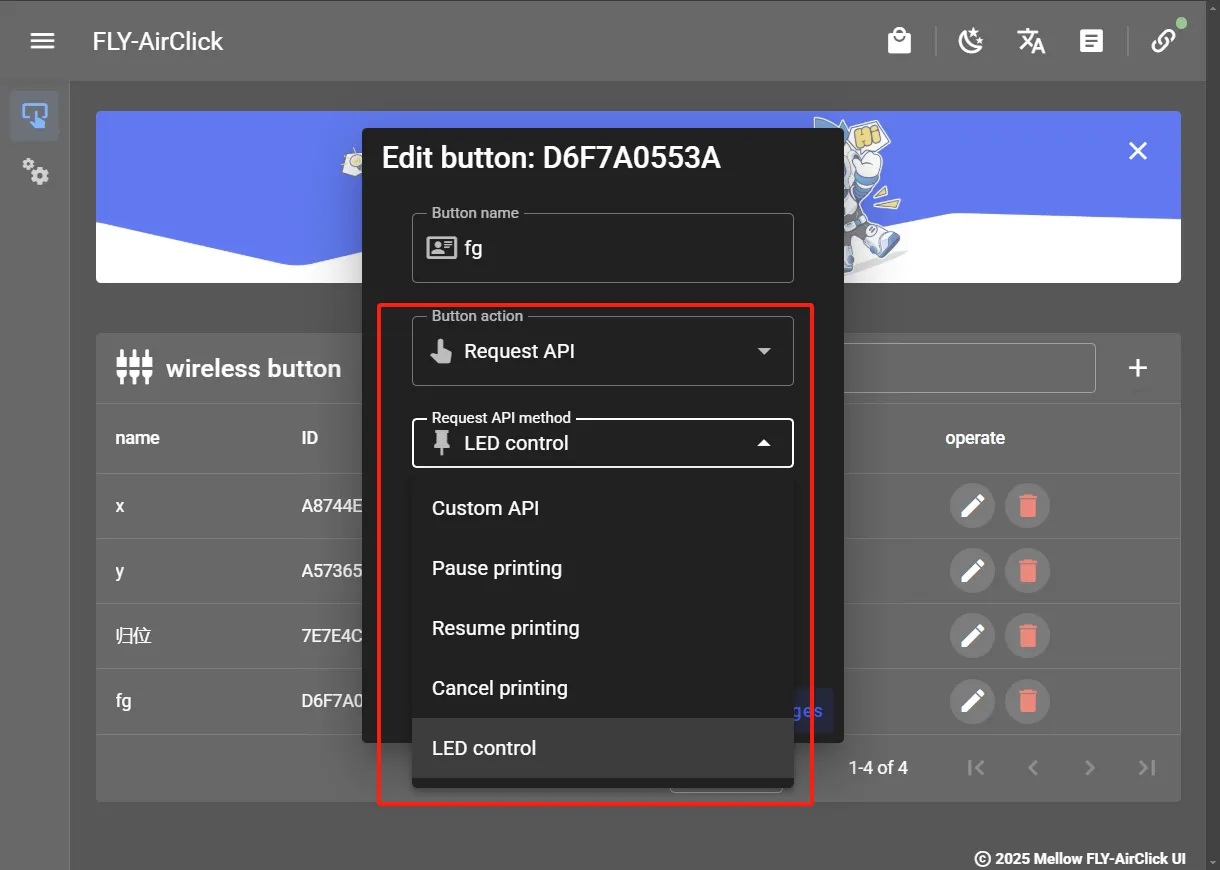 FLY-AirClick
Hi
Edit button: D6F7A0553A
Button name
fg
Button action
Request API
Request API method
LED control
Custom API
Pause printing
Resume printing
Cancel printing
LED control
wireless button
name ID operate
x A8744E
y A57365
归位 7E7E4C
fg D6F7A0
1-4 of 4
© 2025 Mellow FLY-AirClick UI